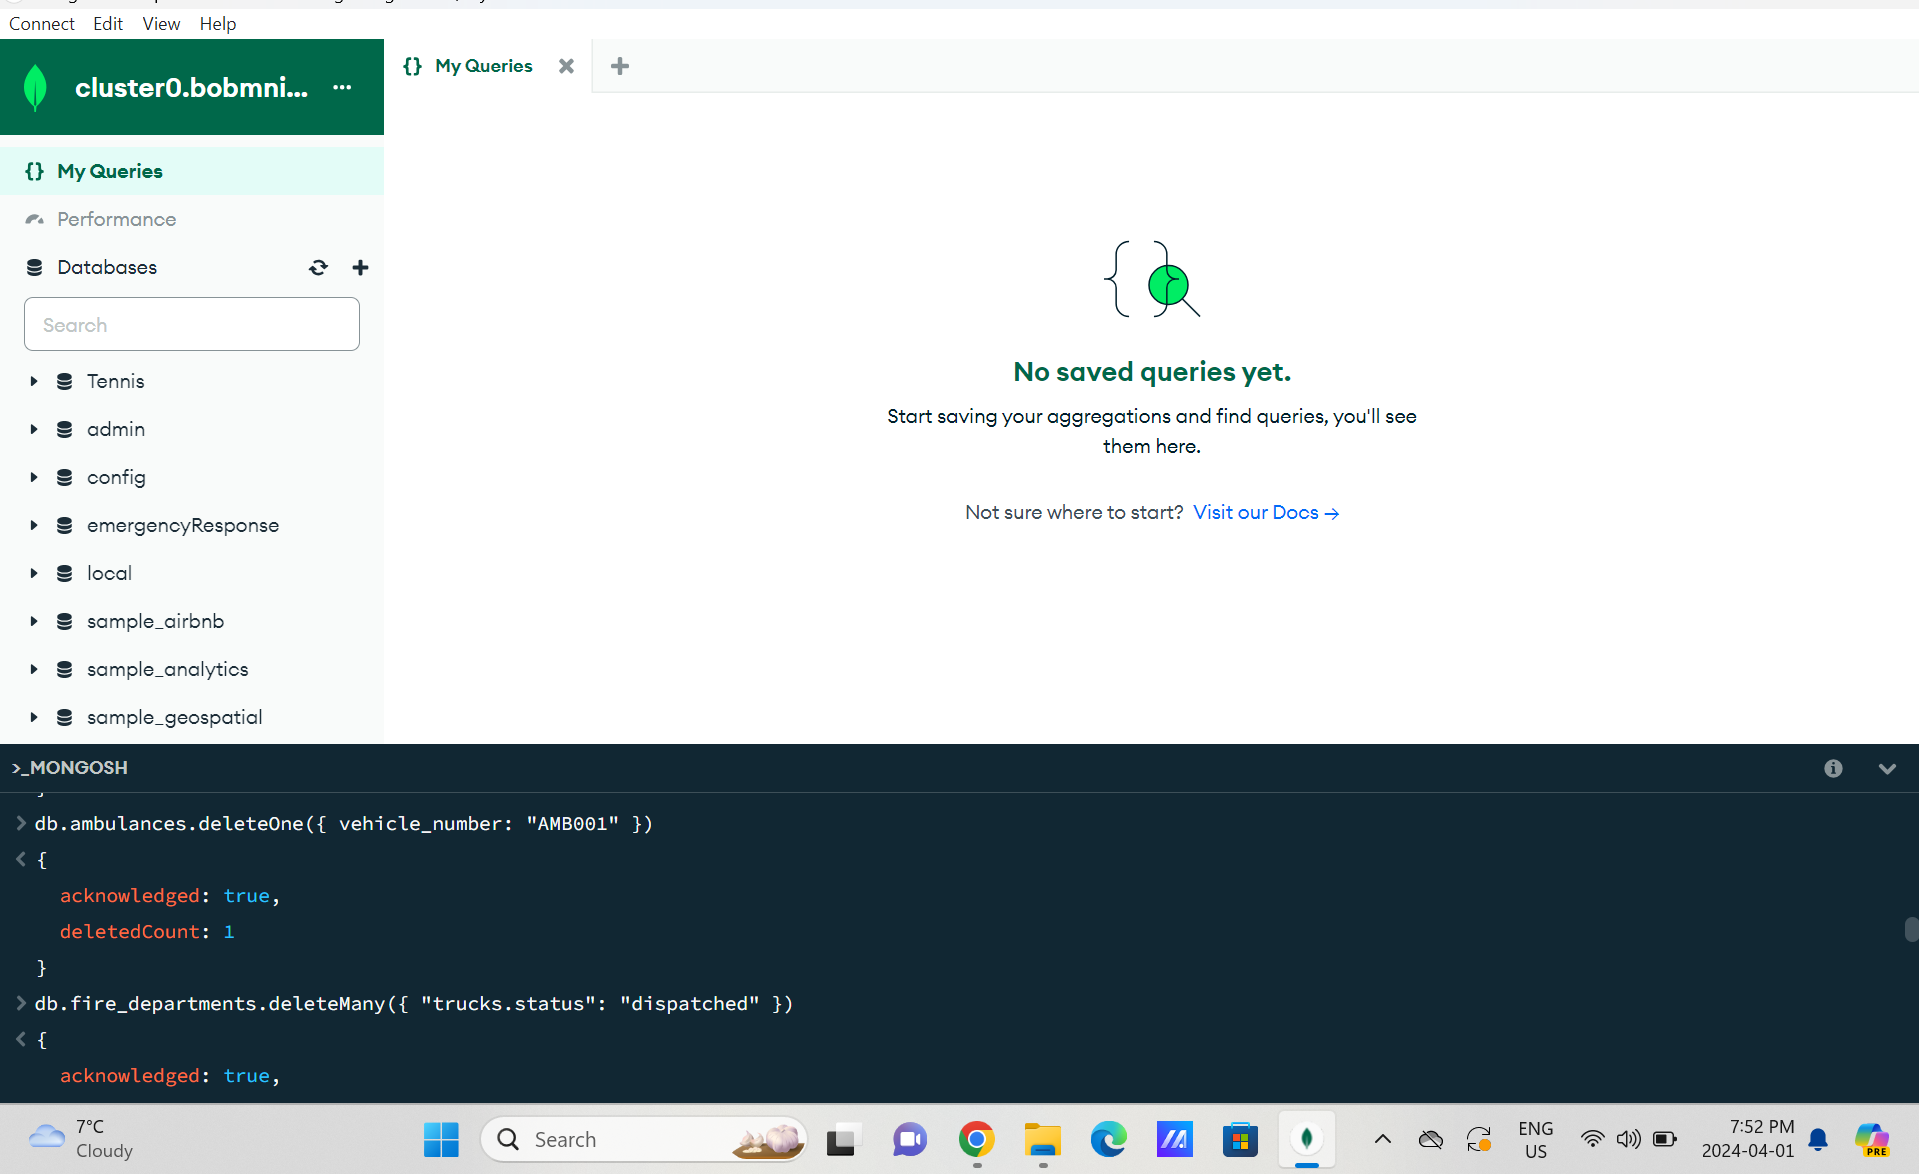 Connect Edit View Help
cluster0.bobmni... ···
{} My Queries
+
{} My Queries
Performance
Databases
Search
Tennis
admin
config
emergencyResponse
local
sample_airbnb
sample_analytics
sample_geospatial
No saved queries yet.
Start saving your aggregations and find queries, you'll see
them here.
Not sure where to start? Visit our Docs →
>_MONGOSH
> db.ambulances.deleteOne({ vehicle_number: "AMB001" })
< {
acknowledged: true,
deletedCount: 1
}
> db.fire_departments.deleteMany({ "trucks.status": "dispatched" })
< {
acknowledged: true,
7°C
Cloudy
Search
ENG
US
7:52 PM
2024-04-01
PRE